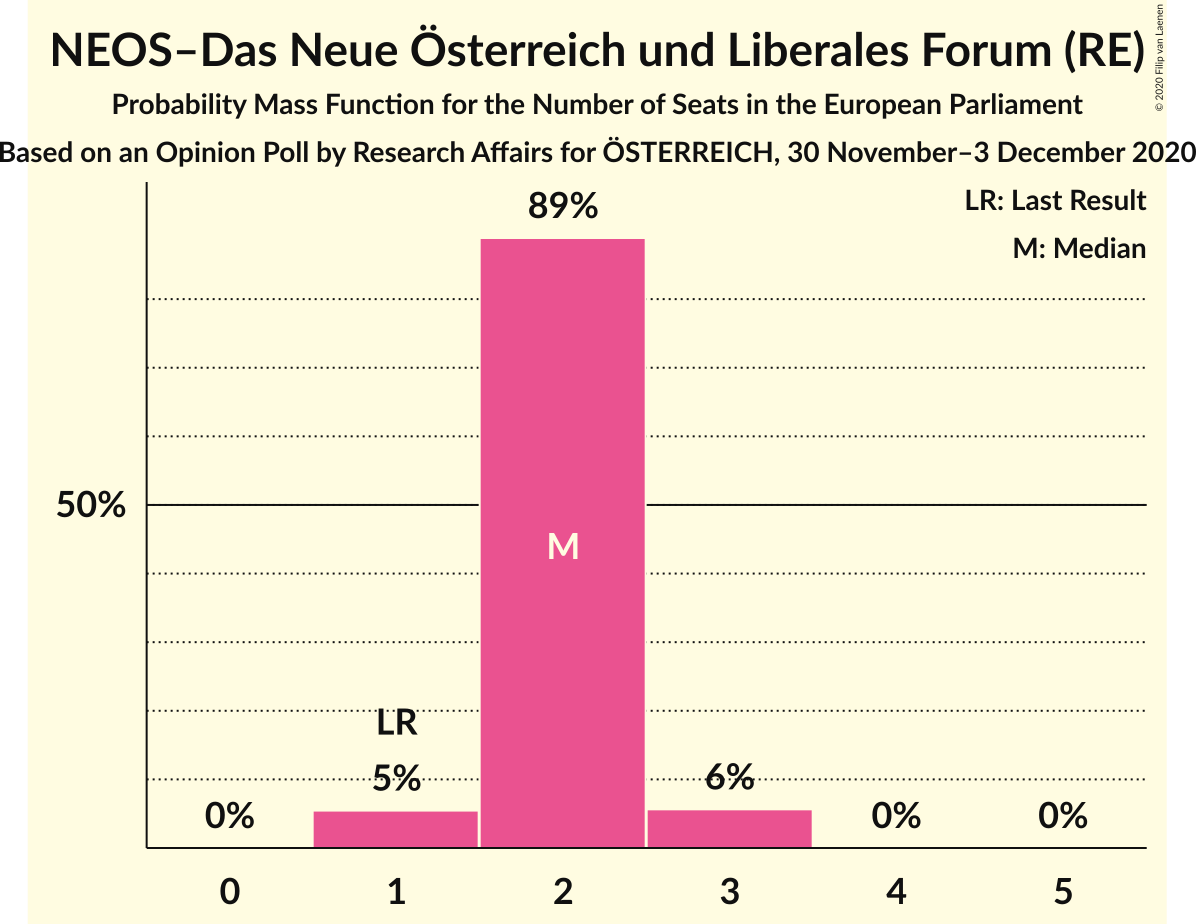 NEOS–Das Neue Österreich und Liberales Forum (RE)
© 2020 Filip van Laenen
Probability Mass Function for the Number of Seats in the European Parliament
Based on an Opinion Poll by Research Affairs for ÖSTERREICH, 30 November–3 December 2020
LR: Last Result
M: Median
89%
50%
M
LR
5%
6%
0%
0%
0%
0 1 2 3 4 5